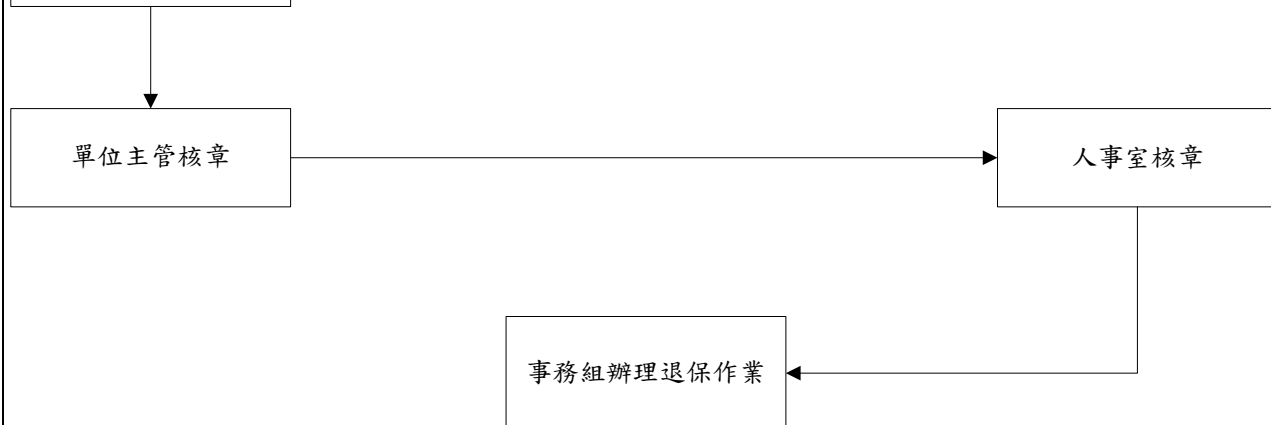 單位主管核章
人事室核章
事務組辦理退保作業